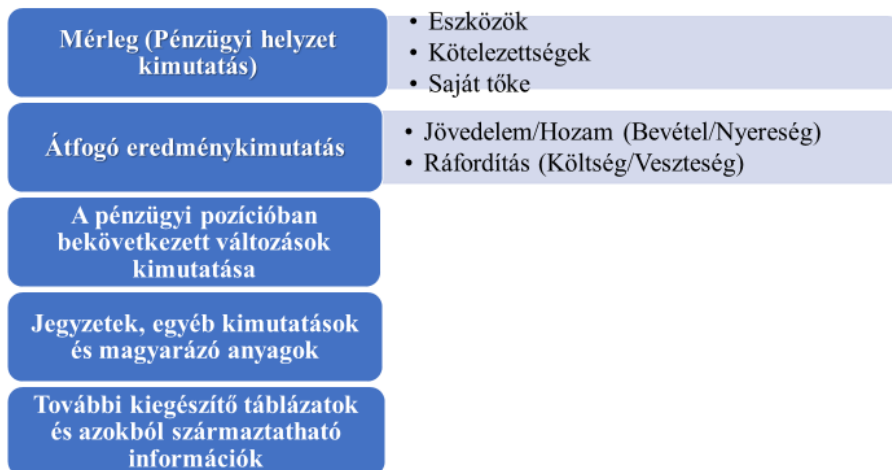 Mérleg (Pénzügyi helyzet
kimutatás)
• Eszközök
• Kötelezettségek
• Saját tőke
Átfogó eredménykimutatás
• Jövedelem/Hozam (Bevétel/Nyereség)
• Ráfordítás (Költség/Veszteség)
A pénzügyi pozícióban
bekövetkezett változások
kimutatása
Jegyzetek, egyéb kimutatások
és magyarázó anyagok
További kiegészítő táblázatok
és azokból származtatható
információk